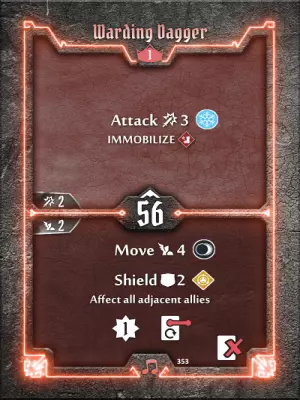 Warding Dagger
1
Attack 3
IMMOBILIZE
2
56
2
Move 4
Shield 2
Affect all adjacent allies
1
353